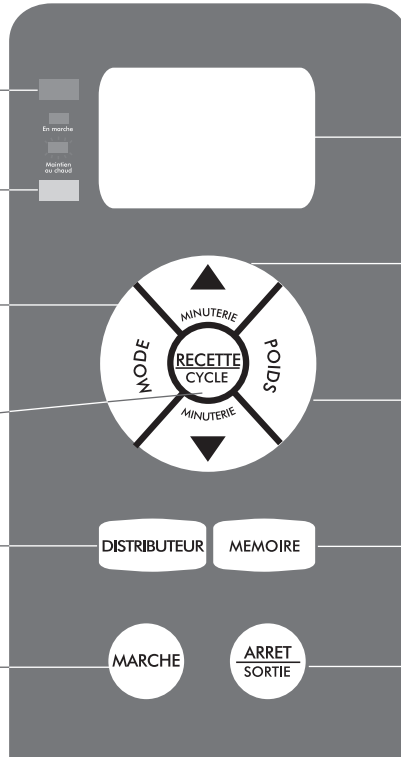 En marche
Maintien
au chaud
MINUTERIE
MODE
RECETTE
CYCLE
POIDS
MINUTERIE
DISTRIBUTEUR
MEMOIRE
MARCHE
ARRET
SORTIE